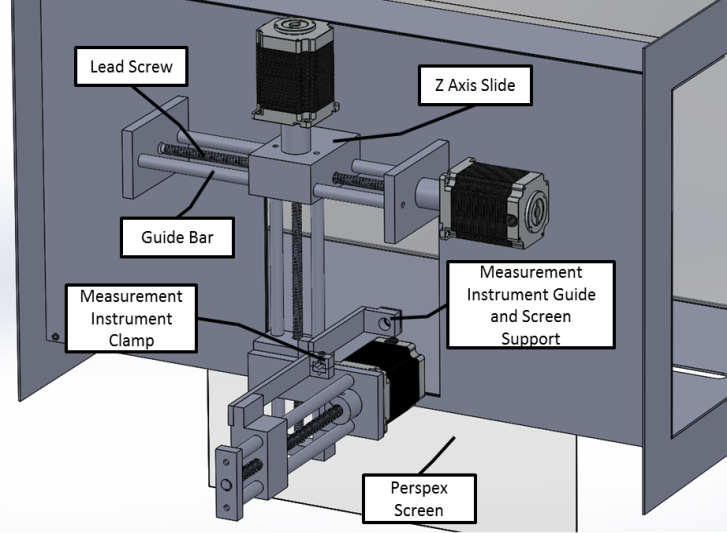 Lead Screw
Z Axis Slide
Guide Bar
Measurement
Instrument
Clamp
Measurement
Instrument Guide
and Screen
Support
Perspex
Screen